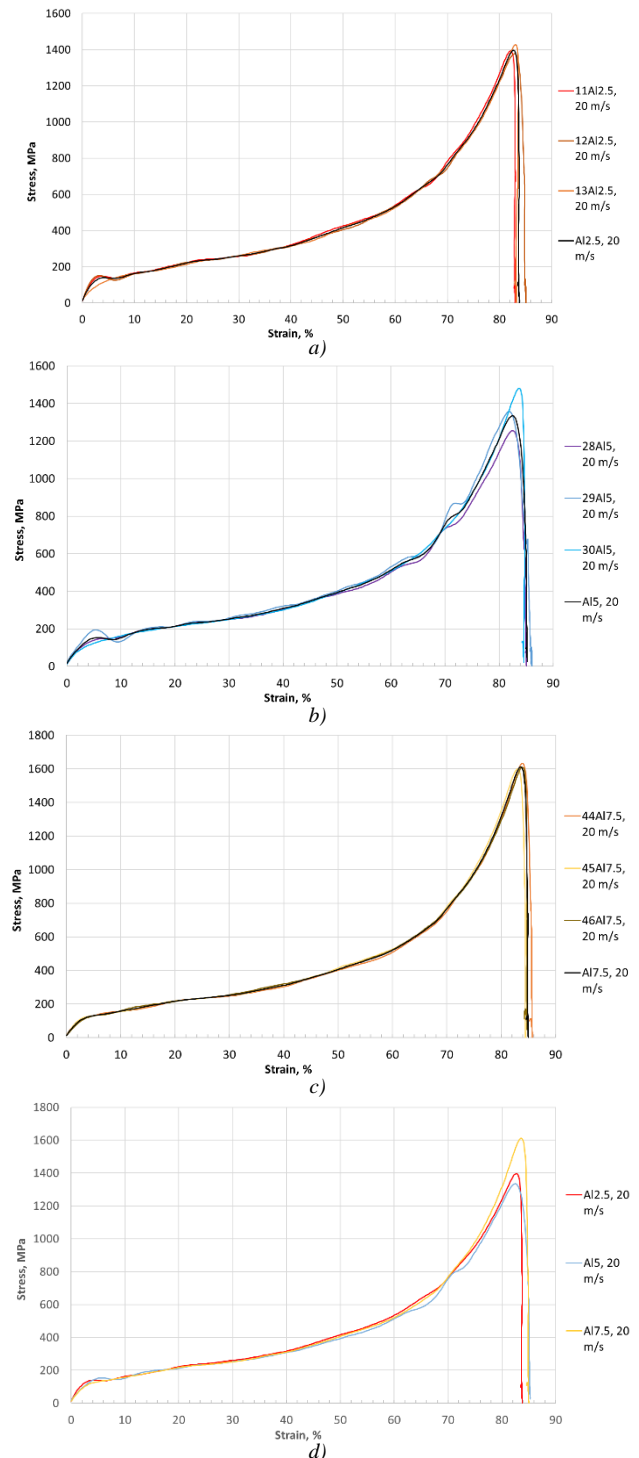 1600
1400
1200
1000
800
600
400
200
0
Stress, MPa
0 10 20 30 40 50 60 70 80 90
Strain, %
11Al2.5,
20 m/s
12Al2.5,
20 m/s
13Al2.5,
20 m/s
Al2.5, 20
m/s
a)
1600
1400
1200
1000
800
600
400
200
0
Stress, MPa
0 10 20 30 40 50 60 70 80 90
Strain, %
28Al5,
20 m/s
29Al5,
20 m/s
30Al5,
20 m/s
Al5, 20
m/s
b)
1800
1600
1400
1200
1000
800
600
400
200
0
Stress, MPa
0 10 20 30 40 50 60 70 80 90
Strain, %
44Al7.5,
20 m/s
45Al7.5,
20 m/s
46Al7.5,
20 m/s
Al7.5, 20
m/s
c)
1800
1600
1400
1200
1000
800
600
400
200
0
Stress, MPa
0 10 20 30 40 50 60 70 80 90
Strain, %
Al2.5, 20
m/s
Al5, 20
m/s
Al7.5, 20
m/s
d)